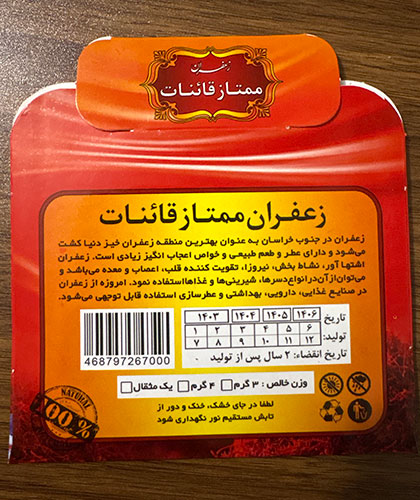 زعفران
ممتاز قائنات
زعفران ممتاز قائنات
زعفران در جنوب خراسان به عنوان بهترین منطقه زعفران خیز دنیا کشت
می‌شود و دارای عطر و طعم طبیعی و خواص اعجاب انگیز زیادی است. زعفران
اشتها آور، نشاط بخش، نیروزا، تقویت کننده قلب، اعصاب و معده می‌باشد و
می‌توان از آن در انواع دسرها، شیرینی‌ها و غذاها استفاده نمود. امروزه از زعفران
در صنایع غذایی، دارویی، بهداشتی و عطرسازی استفاده قابل توجهی می‌شود.
تاریخ تولید: ۱۴۰۶ ۱۴۰۵ ۱۴۰۴ ۱۴۰۳
۶ ۵ ۴ ۳ ۲ ۱
۱۲ ۱۱ ۱۰ ۹ ۸ ۷
تاریخ انقضاء: ۲ سال پس از تولید
468797267000
وزن خالص: ۳ گرم ۴ گرم یک مثقال
لطفا در جای خشک، خنک و دور از
تابش مستقیم نور نگهداری شود
NATURAL
100%